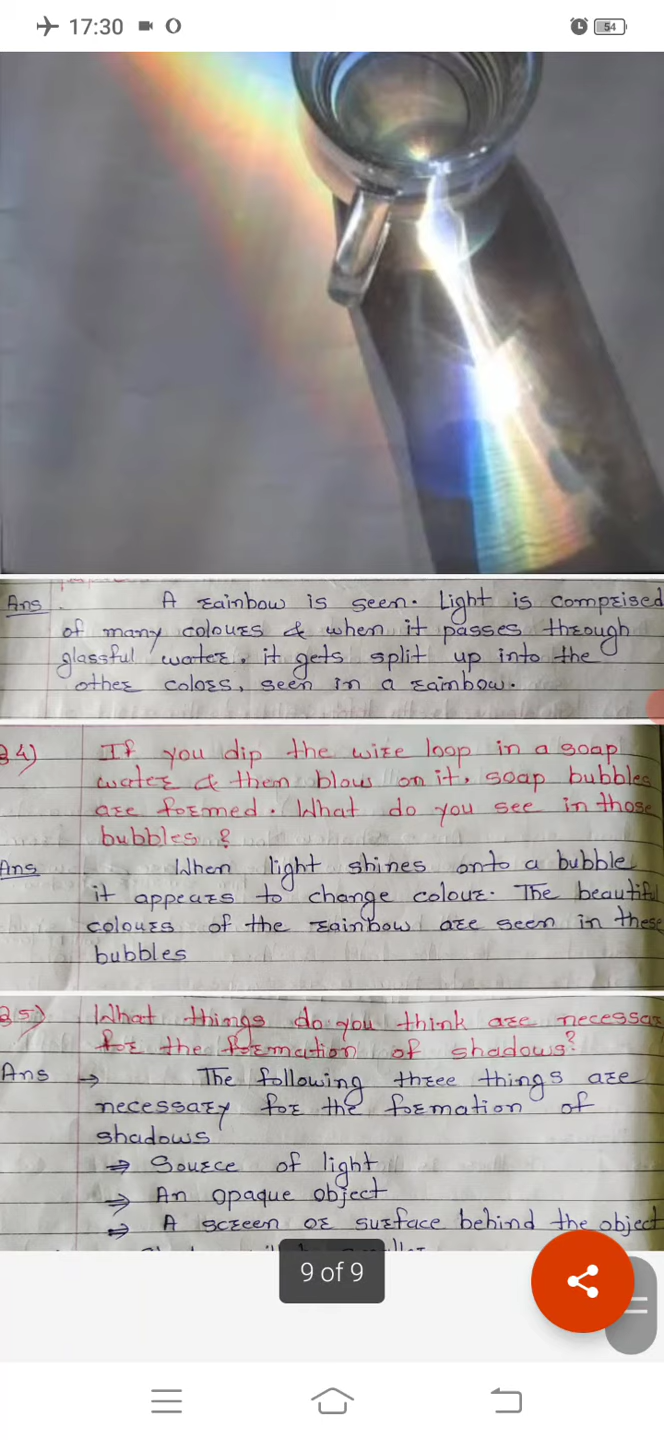 17:30
54
Ans. A rainbow is seen. Light is comprised
of many colours & when it passes through
glassful water, it gets split up into the
other colors, seen in a rainbow.
Q4) If you dip the wire loop in a soap
water & them blow on it, soap bubbles
are formed. What do you see in those
bubbles?
Ans When light shines onto a bubble
it appears to change colour. The beautiful
colours of the rainbow are seen in these
bubbles
Q5) What things do you think are necessar
for the formation of shadows?
Ans → The following three things are
necessary for the formation of
shadows
⇒ Source of light
⇒ An opaque object
⇒ A screen or surface behind the object
9 of 9